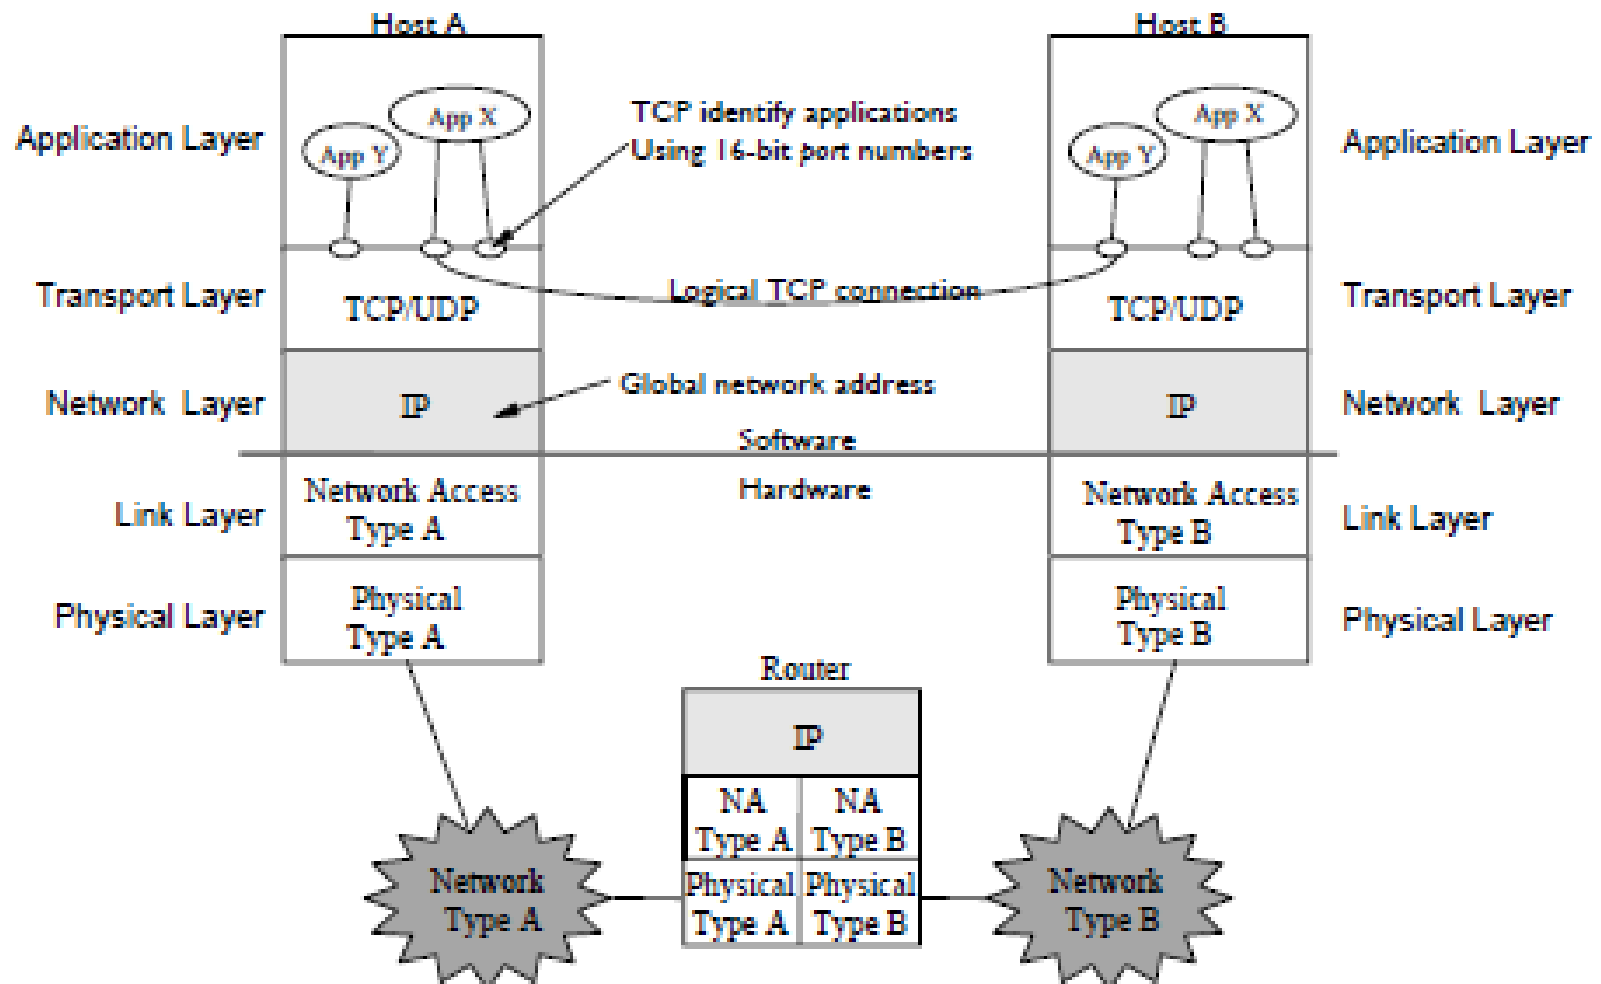 Host A
Host B
Application Layer
App X
App Y
TCP identify applications
Using 16-bit port numbers
App X
App Y
Application Layer
Transport Layer
TCP/UDP
Logical TCP connection
TCP/UDP
Transport Layer
Network Layer
IP
Global network address
IP
Network Layer
Software
Hardware
Link Layer
Network Access
Type A
Network Access
Type B
Link Layer
Physical Layer
Physical
Type A
Physical
Type B
Physical Layer
Router
IP
NA
Type A
NA
Type B
Network
Type A
Physical
Type A
Physical
Type B
Network
Type B